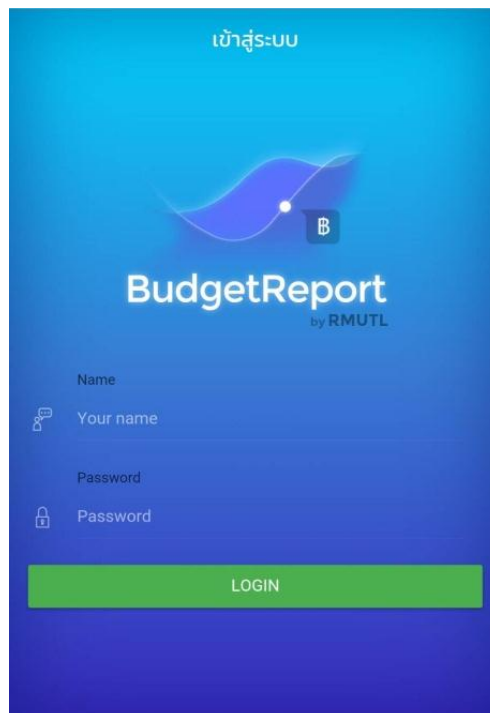 เข้าสู่ระบบ
฿
BudgetReport
by RMUTL
Name
Your name
Password
Password
LOGIN